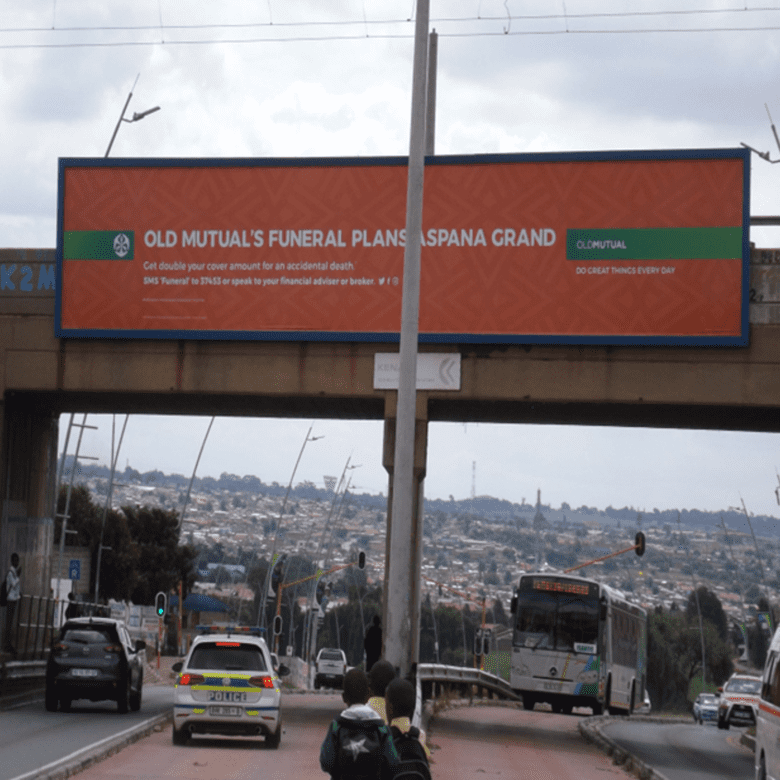 OLD MUTUAL'S FUNERAL PLANS ASPANA GRAND
Get double your cover amount for an accidental death
SMS 'Funeral' to 37453 or speak to your financial adviser or broker.
OLDMUTUAL
DO GREAT THINGS EVERY DAY
K2M
POLICE